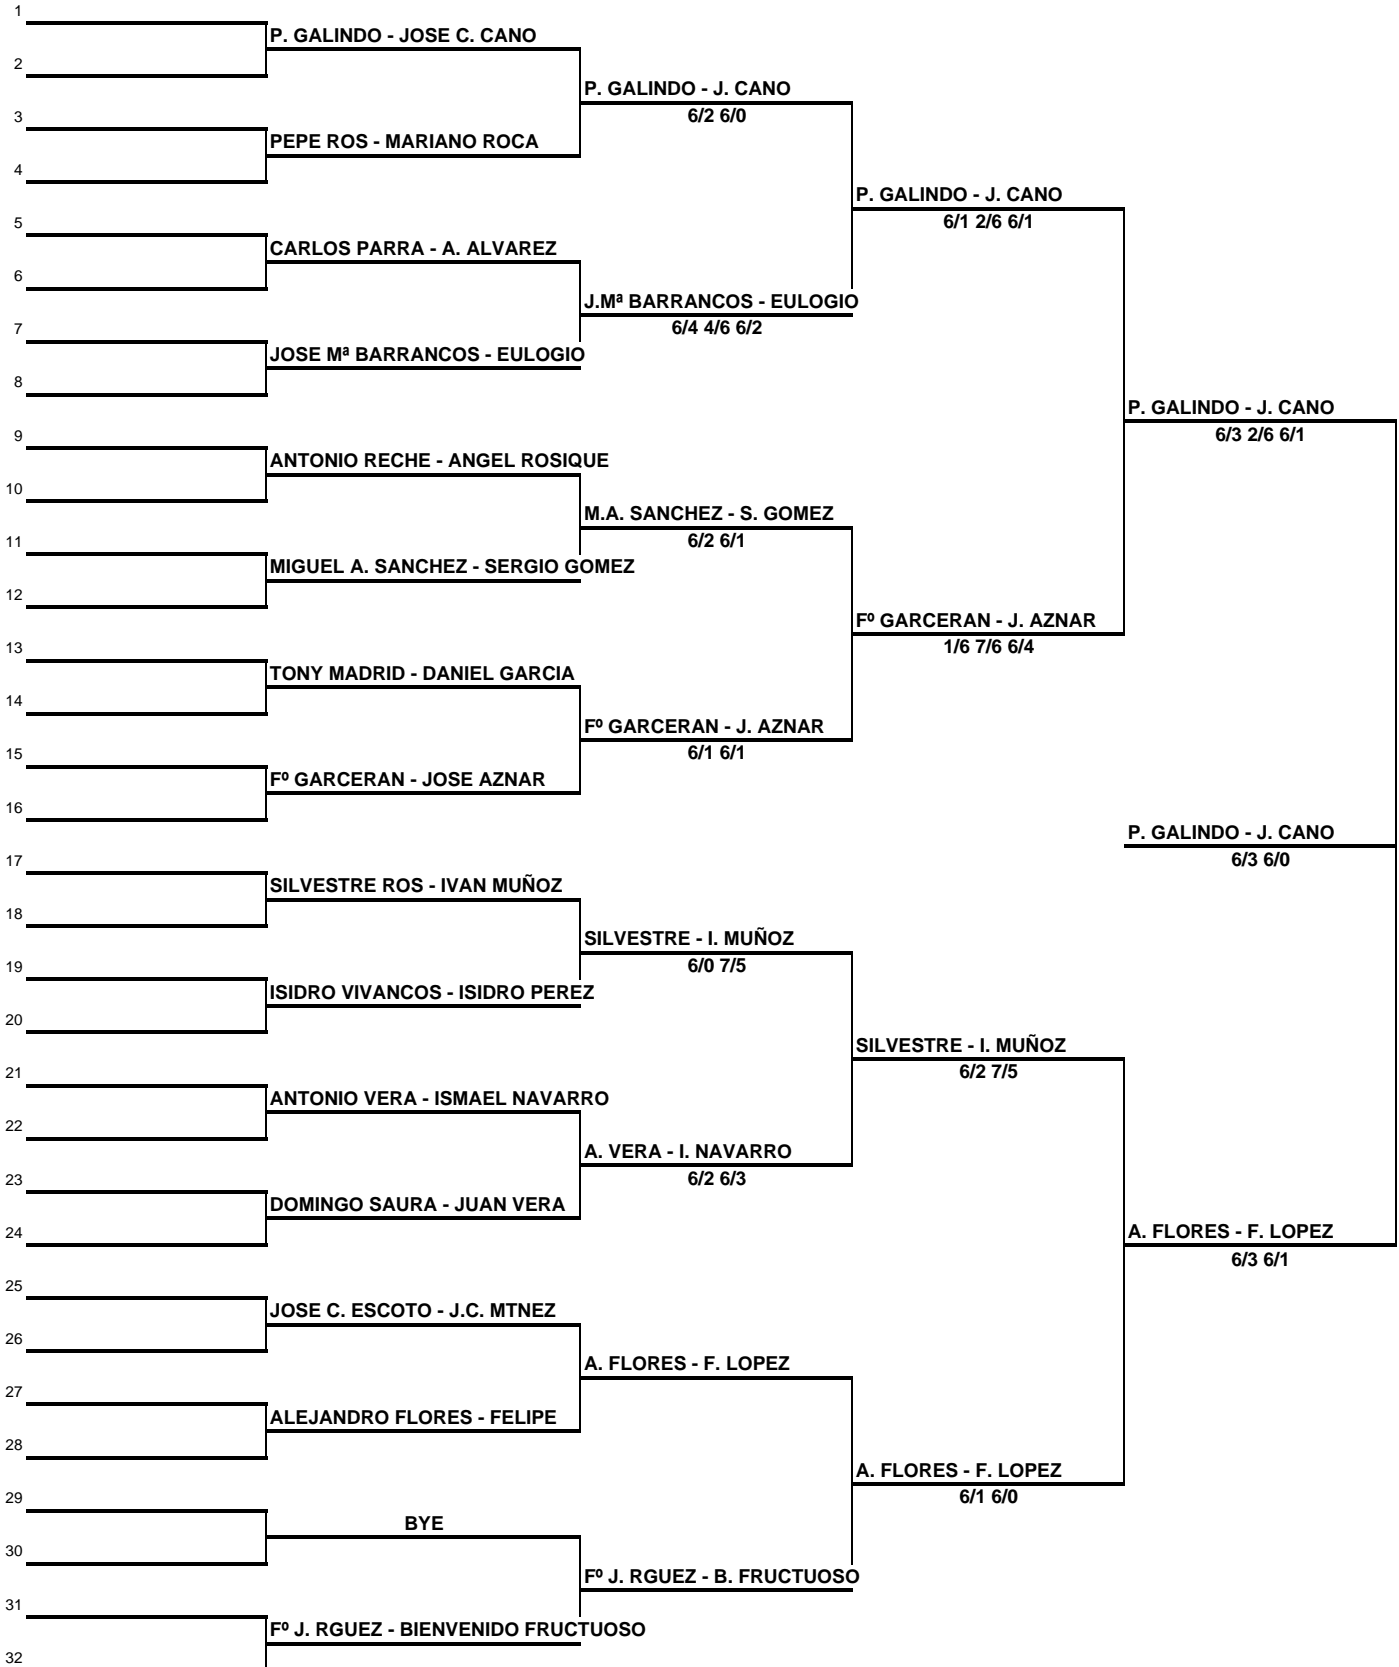 1
P. GALINDO - JOSE C. CANO
2
P. GALINDO - J. CANO
6/2 6/0
3
PEPE ROS - MARIANO ROCA
4
P. GALINDO - J. CANO
6/1 2/6 6/1
5
CARLOS PARRA - A. ALVAREZ
6
J.Mª BARRANCOS - EULOGIO
6/4 4/6 6/2
7
JOSE Mª BARRANCOS - EULOGIO
8
P. GALINDO - J. CANO
6/3 2/6 6/1
9
ANTONIO RECHE - ANGEL ROSIQUE
10
M.A. SANCHEZ - S. GOMEZ
6/2 6/1
11
MIGUEL A. SANCHEZ - SERGIO GOMEZ
12
Fº GARCERAN - J. AZNAR
1/6 7/6 6/4
13
TONY MADRID - DANIEL GARCIA
14
Fº GARCERAN - J. AZNAR
6/1 6/1
15
Fº GARCERAN - JOSE AZNAR
16
P. GALINDO - J. CANO
6/3 6/0
17
SILVESTRE ROS - IVAN MUÑOZ
18
SILVESTRE - I. MUÑOZ
6/0 7/5
19
ISIDRO VIVANCOS - ISIDRO PEREZ
20
SILVESTRE - I. MUÑOZ
6/2 7/5
21
ANTONIO VERA - ISMAEL NAVARRO
22
A. VERA - I. NAVARRO
6/2 6/3
23
DOMINGO SAURA - JUAN VERA
24
A. FLORES - F. LOPEZ
6/3 6/1
25
JOSE C. ESCOTO - J.C. MTNEZ
26
A. FLORES - F. LOPEZ
27
ALEJANDRO FLORES - FELIPE
28
A. FLORES - F. LOPEZ
6/1 6/0
29
BYE
30
Fº J. RGUEZ - B. FRUCTUOSO
31
Fº J. RGUEZ - BIENVENIDO FRUCTUOSO
32